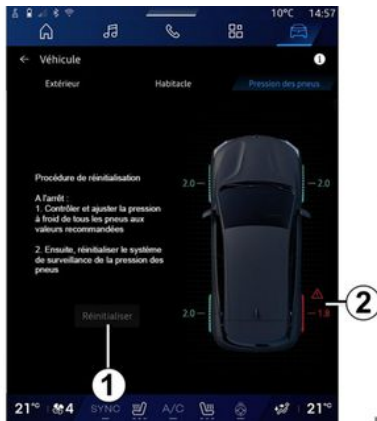 10°C 14:57
Véhicule
Extérieur Habitacle Pression des pneus
Procédure de réinitialisation
A l'arrêt :
1. Contrôler et ajuster la pression
à froid de tous les pneus aux
valeurs recommandées
2. Ensuite, réinitialiser le système
de surveillance de la pression des
pneus
2.0 2.0
2.0 1.8
2
Réinitialiser
1
21°C 4 SYNC A/C 21°C